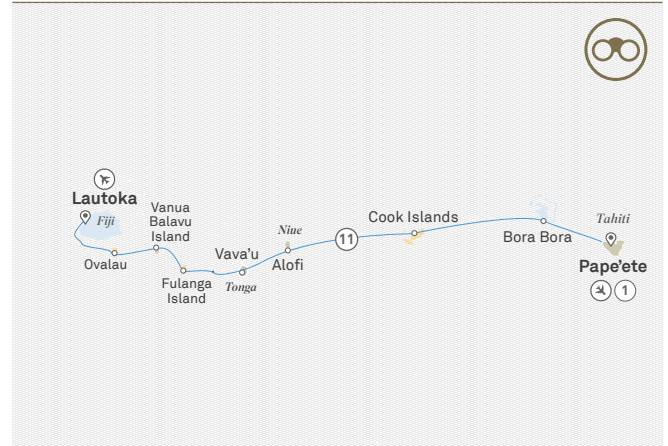 Lautoka
Fiji
Vanua
Balavu
Island
Ovalau
Fulanga
Island
Vava’u
Tonga
Niue
Alofi
11
Cook Islands
Bora Bora
Tahiti
Pape’ete
1